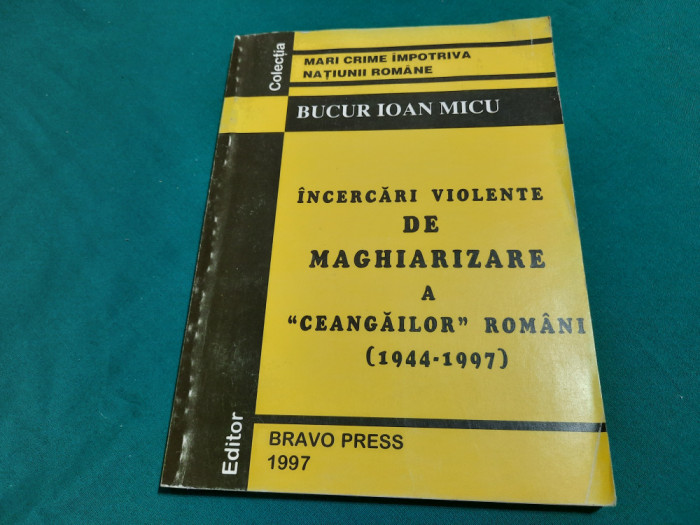 Colecția
MARI CRIME ÎMPOTRIVA
NAȚIUNII ROMÂNE
BUCUR IOAN MICU
ÎNCERCĂRI VIOLENTE
DE
MAGHIARIZARE
A
“CEANGĂILOR” ROMÂNI
(1944-1997)
Editor
BRAVO PRESS
1997